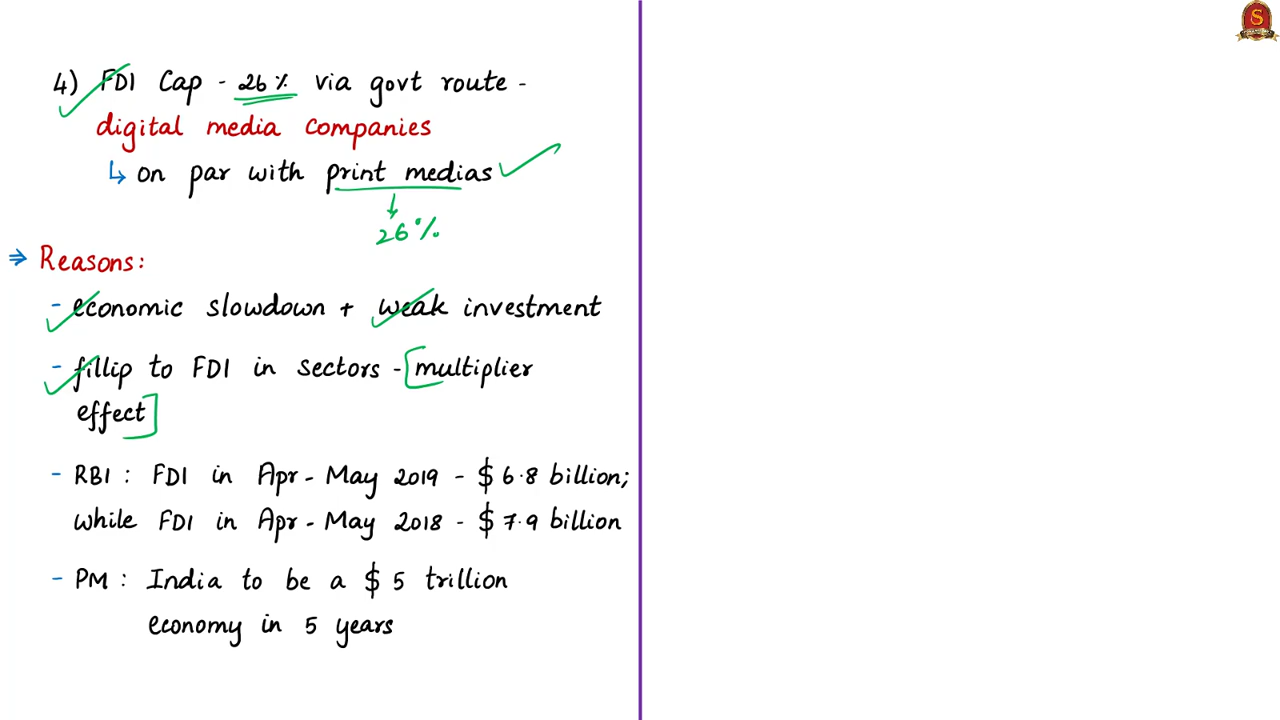 4) FDI Cap - 26% via govt route -
digital media companies
↳ on par with print medias
26%
⇒ Reasons:
- economic slowdown + weak investment
- fillip to FDI in sectors - [multiplier
effect]
- RBI : FDI in Apr - May 2019 - $ 6.8 billion;
while FDI in Apr - May 2018 - $ 7.9 billion
- PM : India to be a $ 5 trillion
economy in 5 years